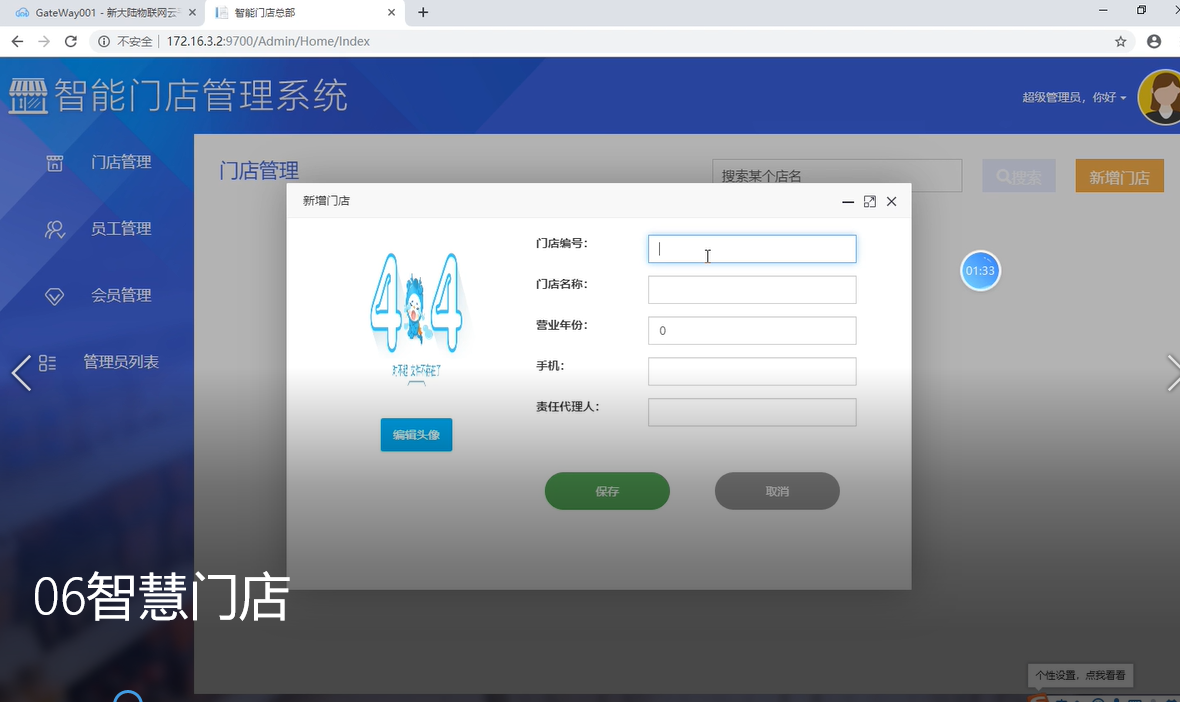 GateWay001 - 新大陆物联网云
智能门店总部
不安全 172.16.3.2:9700/Admin/Home/Index
智能门店管理系统
超级管理员，你好
门店管理
员工管理
会员管理
管理员列表
门店管理
搜索某个店名
搜索
新增门店
新增门店
404
编辑头像
门店编号：
门店名称：
营业年份：
0
手机：
责任代理人：
保存
取消
01:33
06智慧门店
个性设置，点我看看